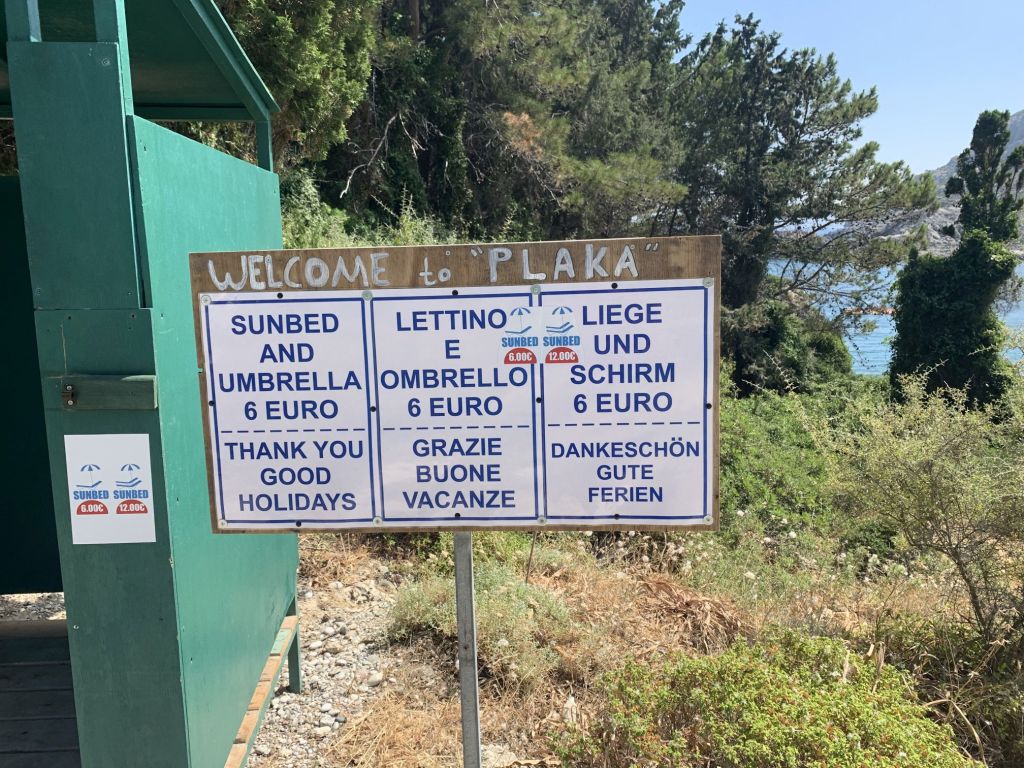 WELCOME to "PLAKA"
SUNBED
AND
UMBRELLA
6 EURO
THANK YOU
GOOD
HOLIDAYS
LETTINO
E
OMBRELLO
6 EURO
GRAZIE
BUONE
VACANZE
SUNBED SUNBED
6.00€ 12.00€
LIEGE
UND
SCHIRM
6 EURO
DANKESCHÖN
GUTE
FERIEN
SUNBED SUNBED
6.00€ 12.00€